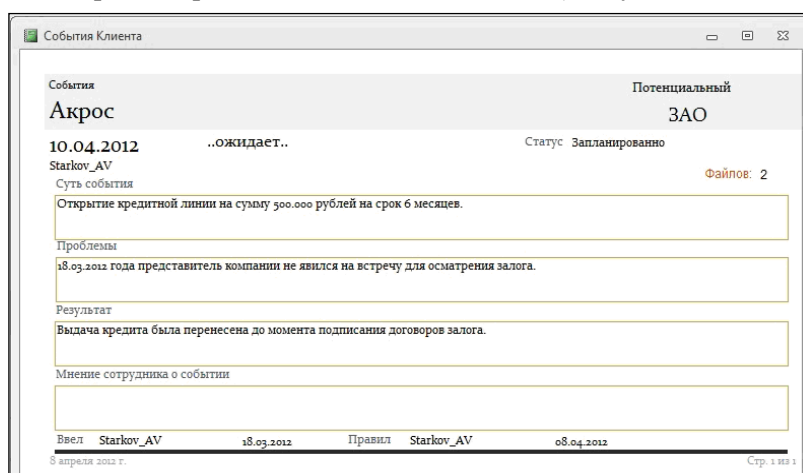 События Клиента
События
Потенциальный
Акрос
ЗАО
10.04.2012 ..ожидает.. Статус Запланированно
Starkov_AV
Файлов: 2
Суть события
Открытие кредитной линии на сумму 500.000 рублей на срок 6 месяцев.
Проблемы
18.03.2012 года представитель компании не явился на встречу для осматрения залога.
Результат
Выдача кредита была перенесена до момента подписания договоров залога.
Мнение сотрудника о событии
Ввел Starkov_AV 18.03.2012 Правил Starkov_AV 08.04.2012
8 апреля 2012 г. Стр. 1 из 1